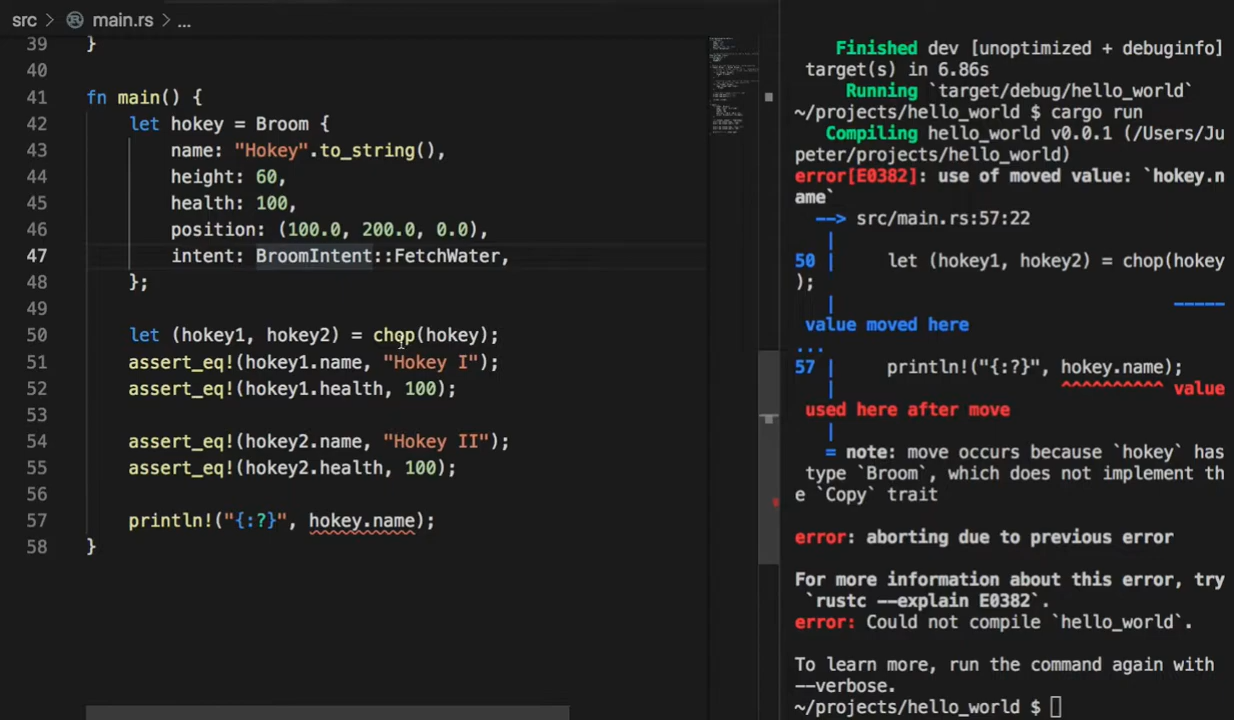 src > main.rs > ...
39 }
40
41 fn main() {
42 let hokey = Broom {
43 name: "Hokey".to_string(),
44 height: 60,
45 health: 100,
46 position: (100.0, 200.0, 0.0),
47 intent: BroomIntent::FetchWater,
48 };
49
50 let (hokey1, hokey2) = chop(hokey);
51 assert_eq!(hokey1.name, "Hokey I");
52 assert_eq!(hokey1.health, 100);
53
54 assert_eq!(hokey2.name, "Hokey II");
55 assert_eq!(hokey2.health, 100);
56
57 println!("{:?}", hokey.name);
58 }
Finished dev [unoptimized + debuginfo]
target(s) in 6.86s
Running `target/debug/hello_world`
~/projects/hello_world $ cargo run
Compiling hello_world v0.0.1 (/Users/Ju
peter/projects/hello_world)
error[E0382]: use of moved value: `hokey.n
ame`
--> src/main.rs:57:22
|
50 | let (hokey1, hokey2) = chop(hokey
);
| -----
value moved here
...
57 | println!("{:?}", hokey.name);
| ^^^^^^^^^^ value
used here after move
|
= note: move occurs because `hokey` has
type `Broom`, which does not implement th
e `Copy` trait
error: aborting due to previous error
For more information about this error, try
`rustc --explain E0382`.
error: Could not compile `hello_world`.
To learn more, run the command again with
--verbose.
~/projects/hello_world $